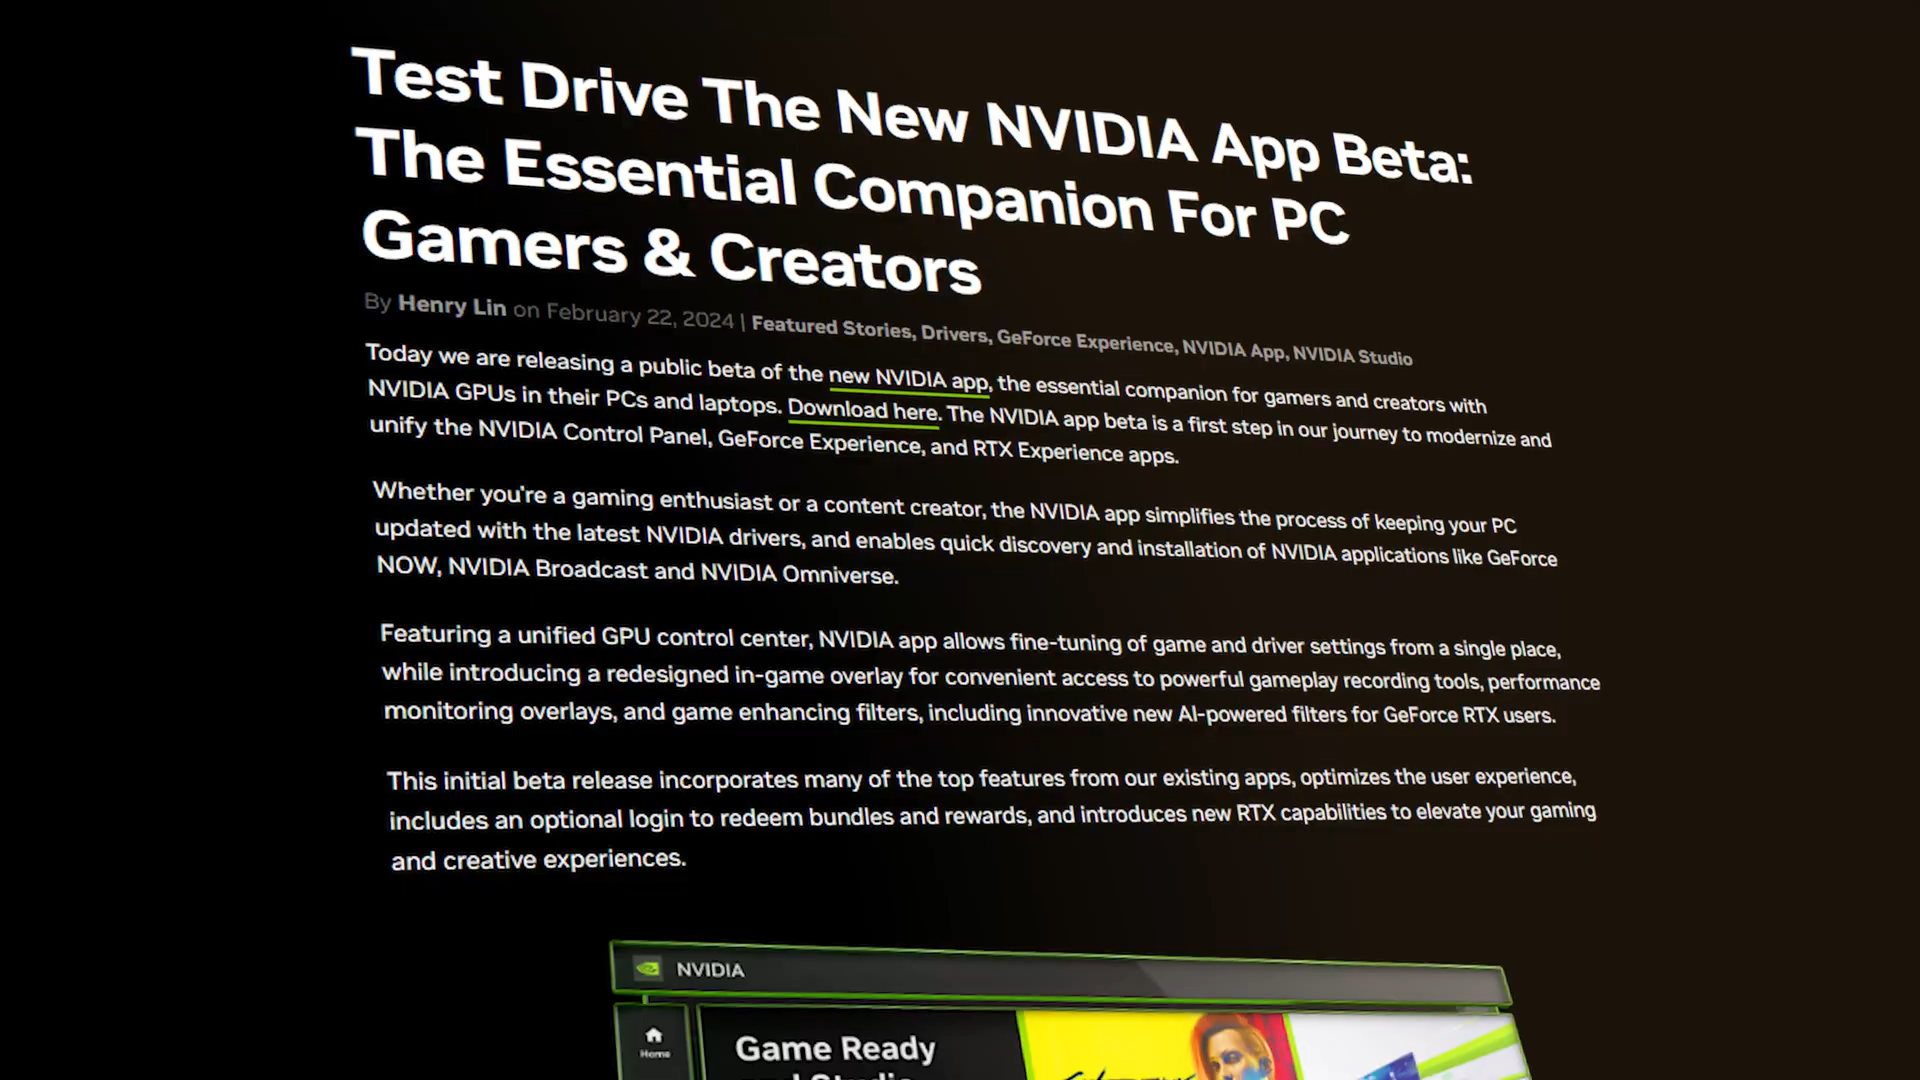 Test Drive The New NVIDIA App Beta:
The Essential Companion For PC
Gamers & Creators
By Henry Lin on February 22, 2024 | Featured Stories, Drivers, GeForce Experience, NVIDIA App, NVIDIA Studio
Today we are releasing a public beta of the new NVIDIA app, the essential companion for gamers and creators with
NVIDIA GPUs in their PCs and laptops. Download here. The NVIDIA app beta is a first step in our journey to modernize and
unify the NVIDIA Control Panel, GeForce Experience, and RTX Experience apps.
Whether you're a gaming enthusiast or a content creator, the NVIDIA app simplifies the process of keeping your PC
updated with the latest NVIDIA drivers, and enables quick discovery and installation of NVIDIA applications like GeForce
NOW, NVIDIA Broadcast and NVIDIA Omniverse.
Featuring a unified GPU control center, NVIDIA app allows fine-tuning of game and driver settings from a single place,
while introducing a redesigned in-game overlay for convenient access to powerful gameplay recording tools, performance
monitoring overlays, and game enhancing filters, including innovative new AI-powered filters for GeForce RTX users.
This initial beta release incorporates many of the top features from our existing apps, optimizes the user experience,
includes an optional login to redeem bundles and rewards, and introduces new RTX capabilities to elevate your gaming
and creative experiences.
NVIDIA
Home
Game Ready